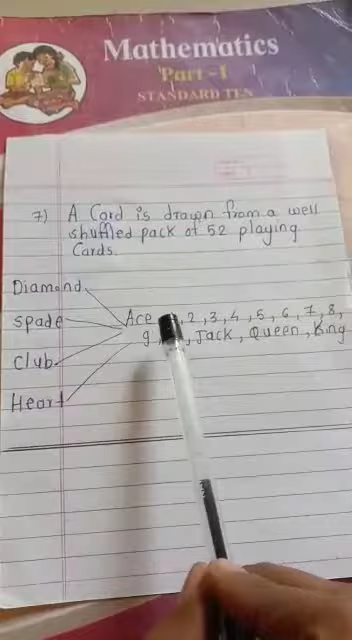 Mathematics
Part - I
STANDARD TEN
7) A Card is drawn from a well
shuffled pack of 52 playing
Cards.
Diamond
Spade
Club
Heart
Ace , 2 , 3 , 4 , 5 , 6 , 7 , 8 ,
9 , , Jack , Queen , King